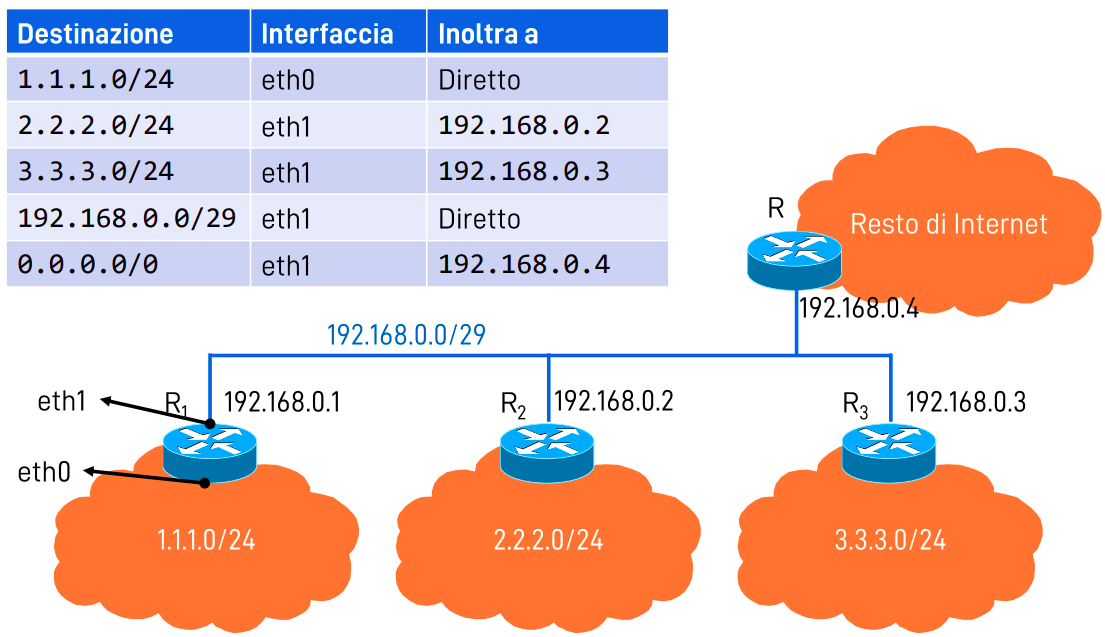 Destinazione Interfaccia Inoltra a
1.1.1.0/24 eth0 Diretto
2.2.2.0/24 eth1 192.168.0.2
3.3.3.0/24 eth1 192.168.0.3
192.168.0.0/29 eth1 Diretto
0.0.0.0/0 eth1 192.168.0.4
R
Resto di Internet
192.168.0.4
192.168.0.0/29
eth1
R1
192.168.0.1
R2
192.168.0.2
R3
192.168.0.3
eth0
1.1.1.0/24
2.2.2.0/24
3.3.3.0/24